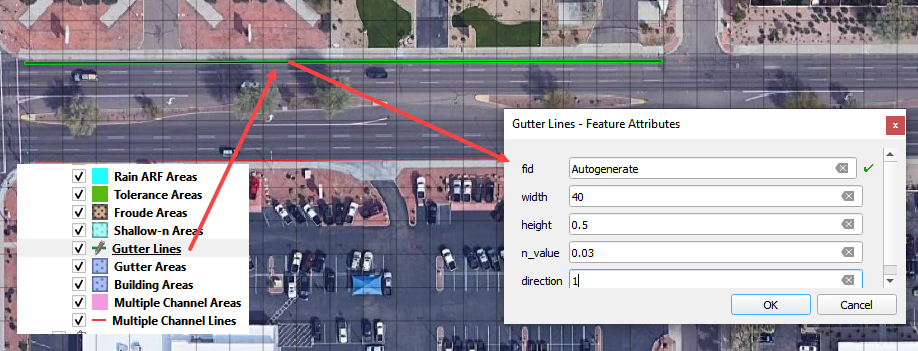 Rain ARF Areas
Tolerance Areas
Froude Areas
Shallow-n Areas
Gutter Lines
Gutter Areas
Building Areas
Multiple Channel Areas
Multiple Channel Lines
Gutter Lines - Feature Attributes
fid Autogenerate
width 40
height 0.5
n_value 0.03
direction 1
OK Cancel